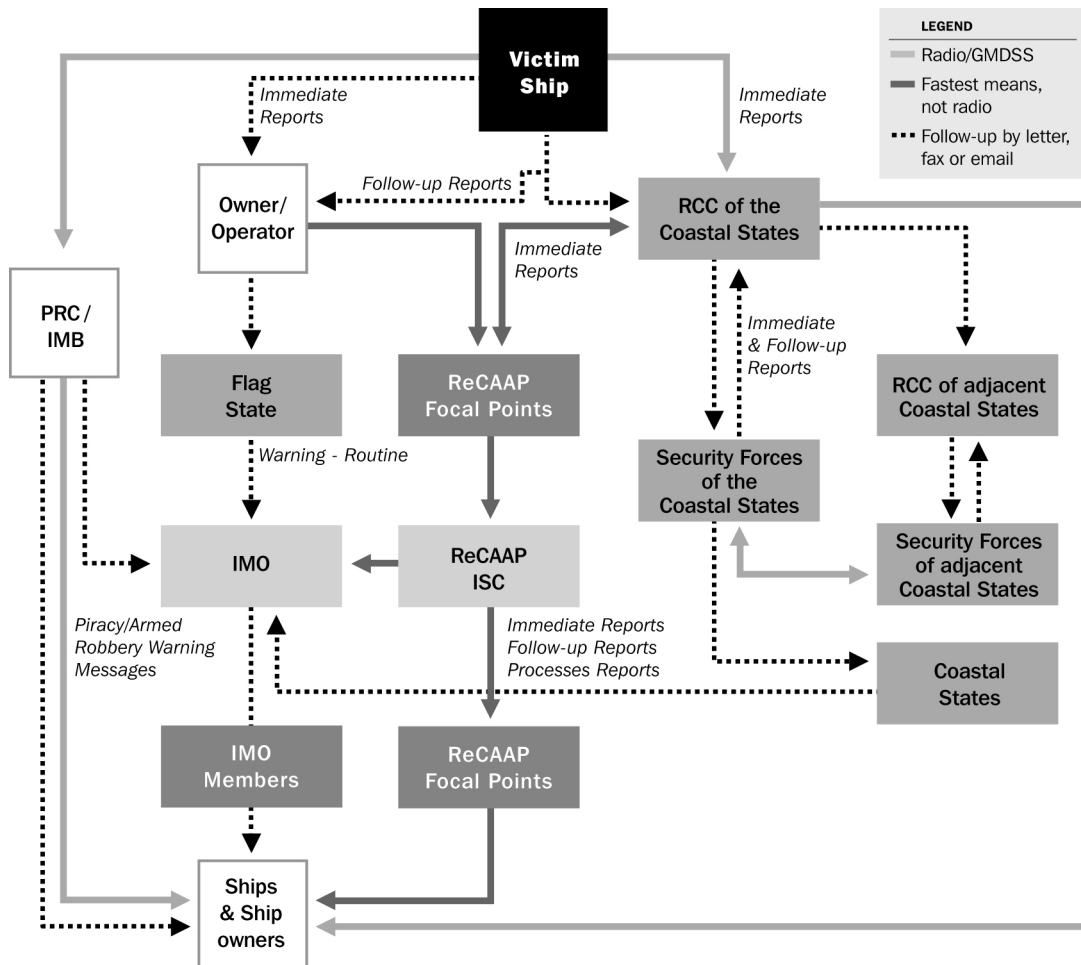 Victim
Ship
LEGEND
Radio/GMDSS
Fastest means,
not radio
Follow-up by letter,
fax or email
Immediate
Reports
Immediate
Reports
Follow-up Reports
Owner/
Operator
RCC of the
Coastal States
Immediate
Reports
PRC/
IMB
Immediate
& Follow-up
Reports
Flag
State
ReCAAP
Focal Points
RCC of adjacent
Coastal States
Warning - Routine
Security Forces
of the
Coastal States
IMO
ReCAAP
ISC
Security Forces
of adjacent
Coastal States
Piracy/Armed
Robbery Warning
Messages
Immediate Reports
Follow-up Reports
Processes Reports
Coastal
States
IMO
Members
ReCAAP
Focal Points
Ships
& Ship
owners